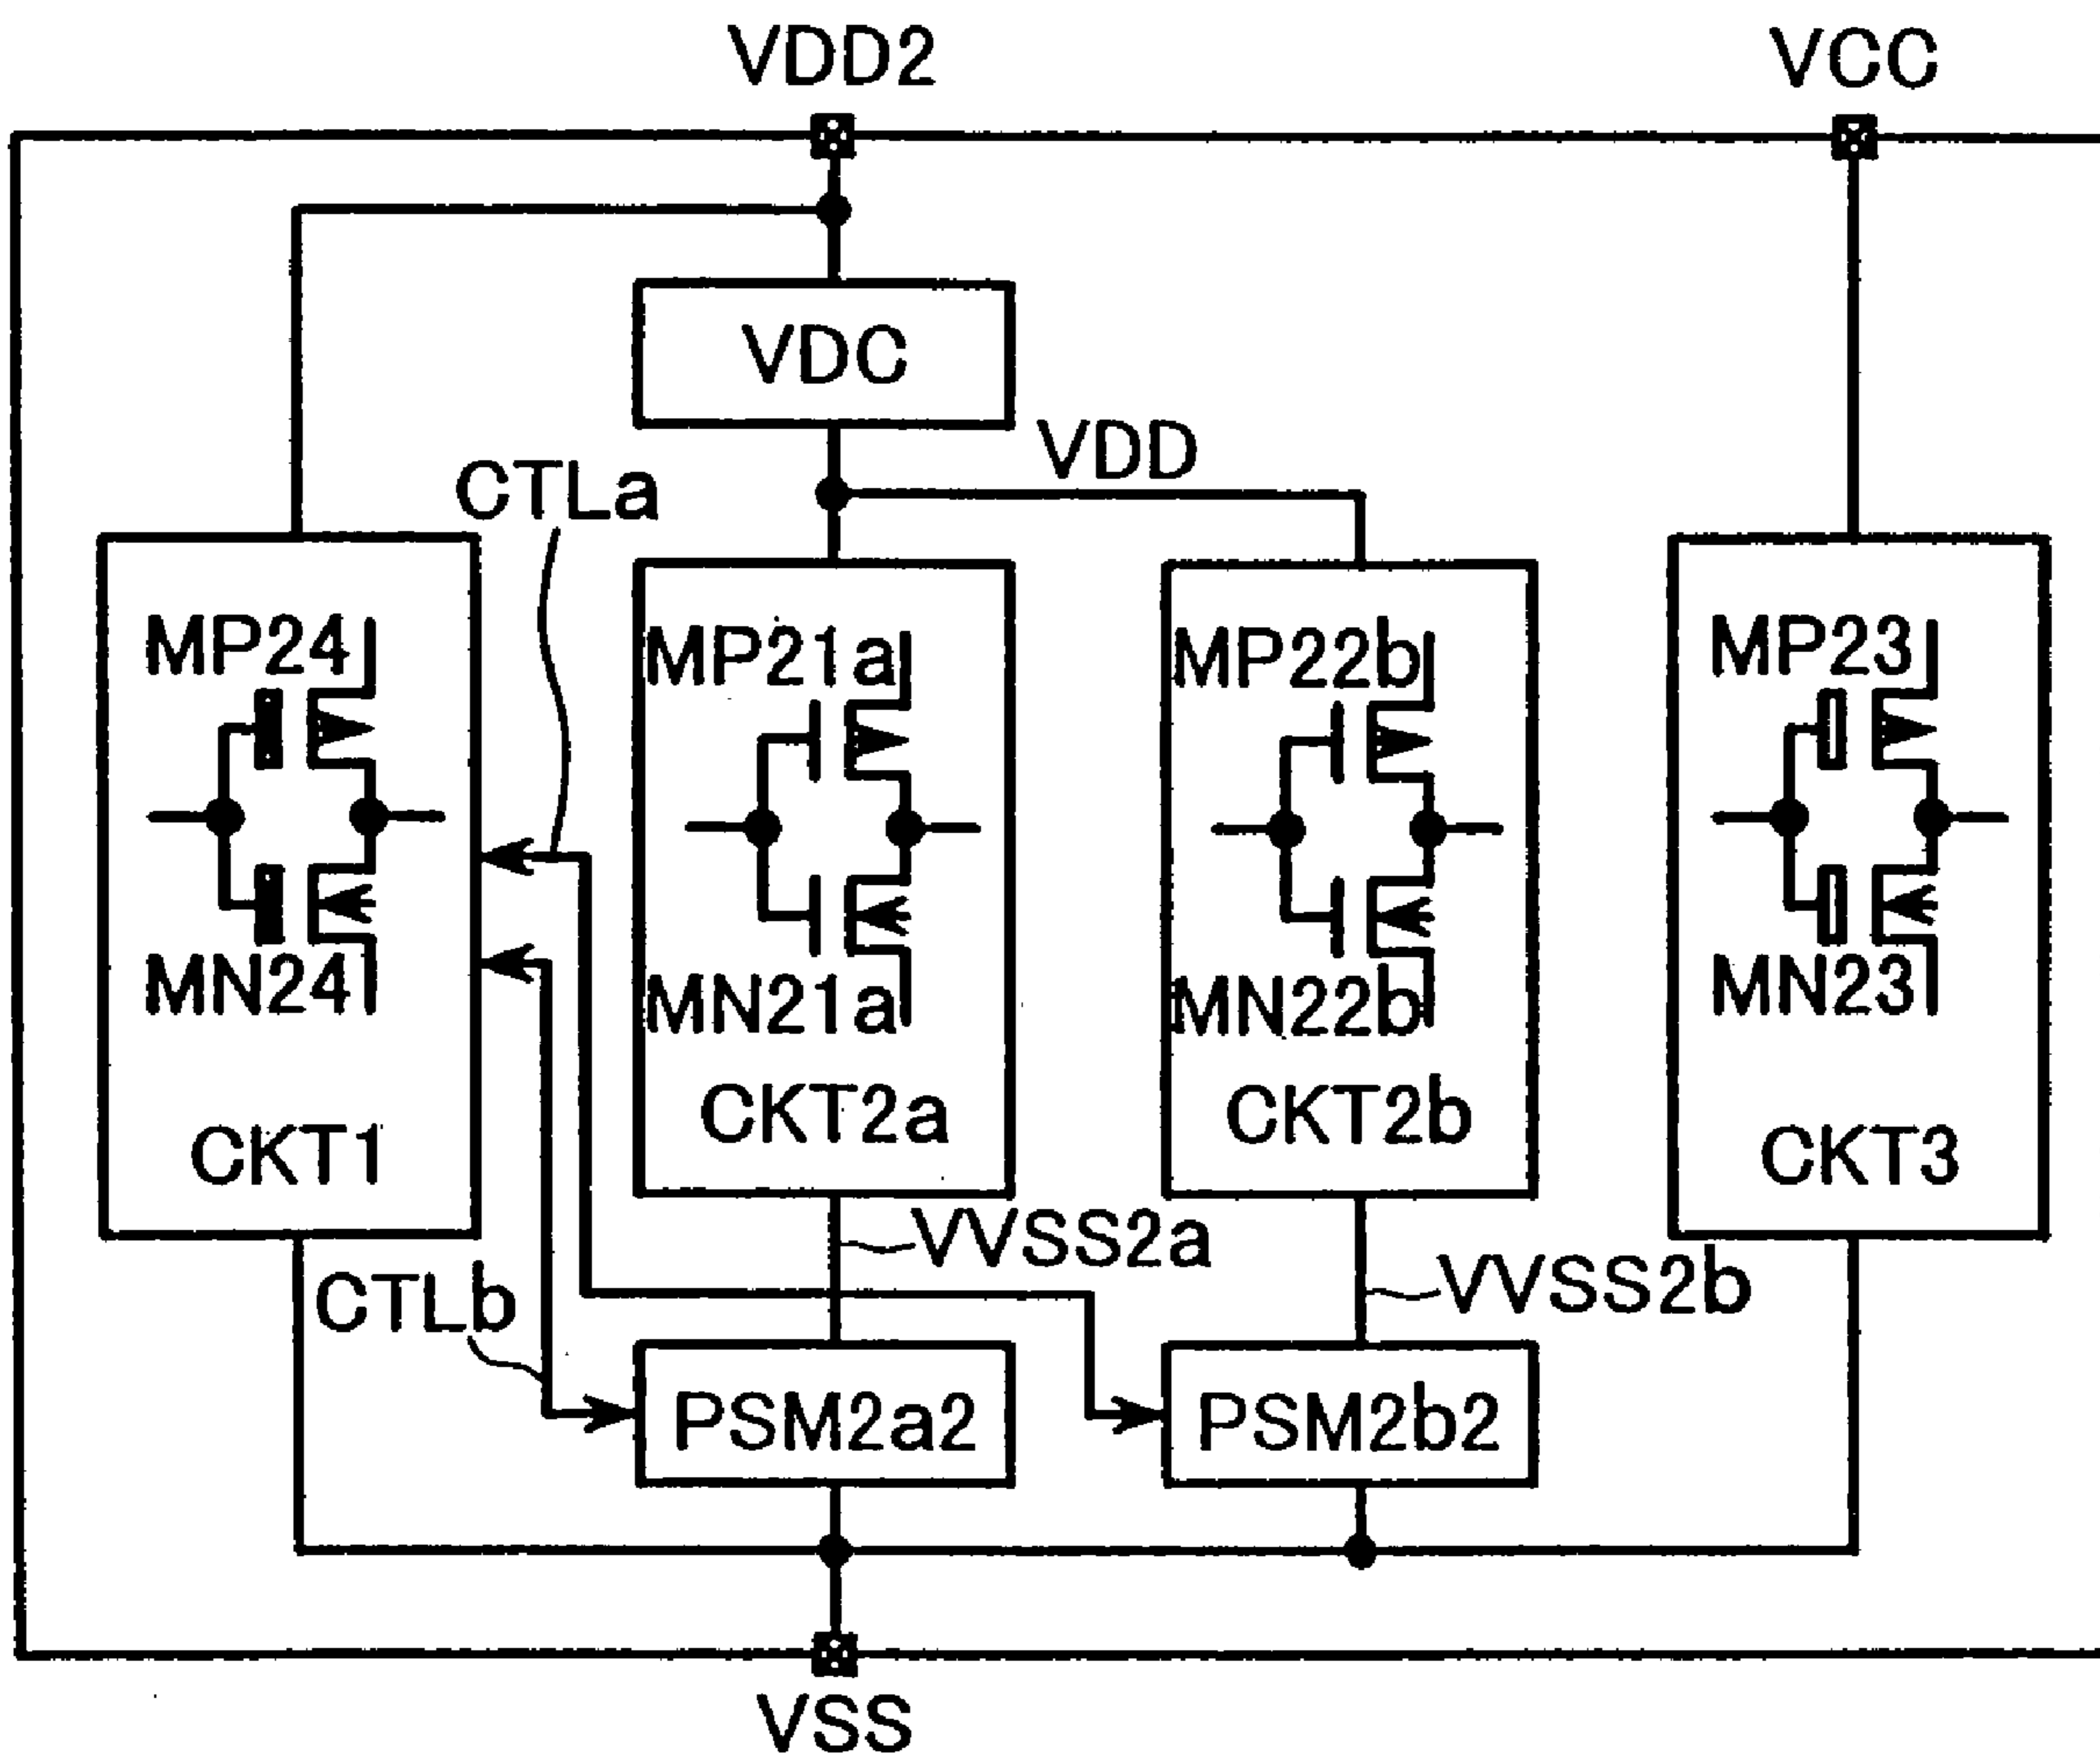 VDD2
VCC
VDC
VDD
CTLa
MP24
MP21a
MP22b
MP23
MN24
MN21a
MN22b
MN23
CKT1
CKT2a
CKT2b
CKT3
VVSS2a
VVSS2b
CTLb
PSM2a2
PSM2b2
VSS